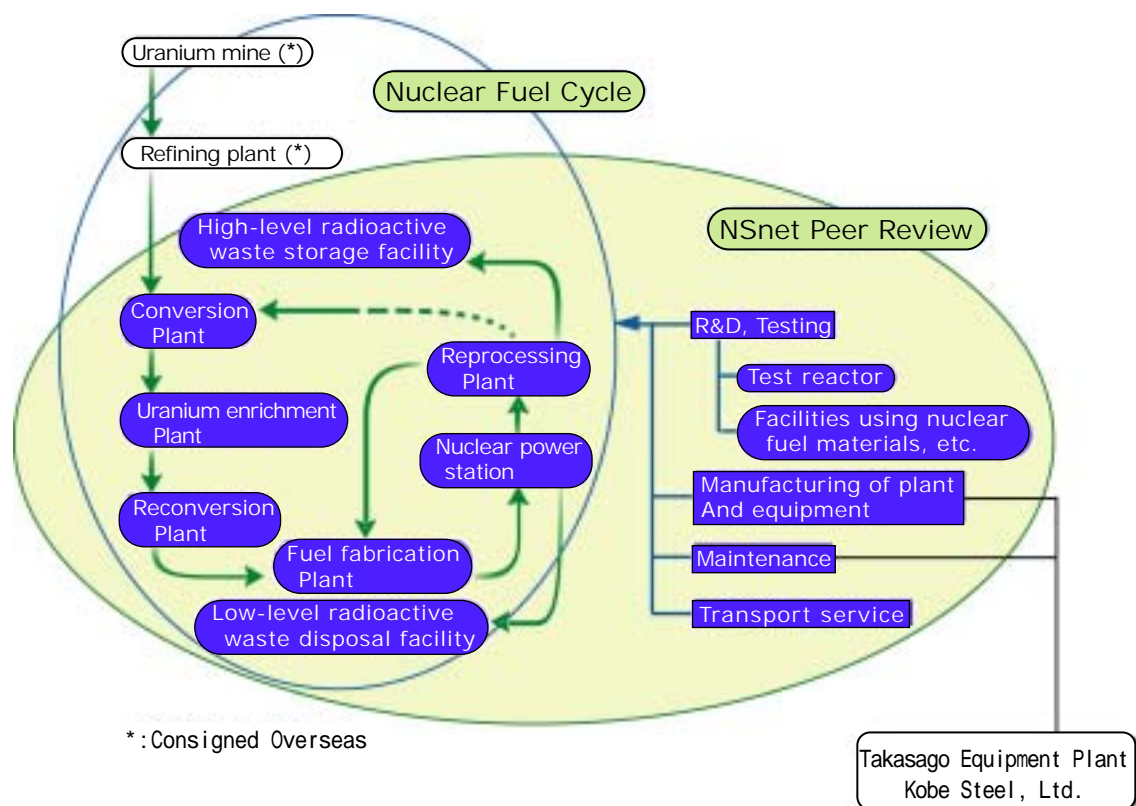 Uranium mine (*)
Nuclear Fuel Cycle
Refining plant (*)
High-level radioactive
waste storage facility
NSnet Peer Review
Conversion
Plant
R&D, Testing
Reprocessing
Plant
Test reactor
Uranium enrichment
Plant
Facilities using nuclear
fuel materials, etc.
Nuclear power
station
Manufacturing of plant
And equipment
Reconversion
Plant
Fuel fabrication
Plant
Maintenance
Low-level radioactive
waste disposal facility
Transport service
*:Consigned Overseas
Takasago Equipment Plant
Kobe Steel, Ltd.